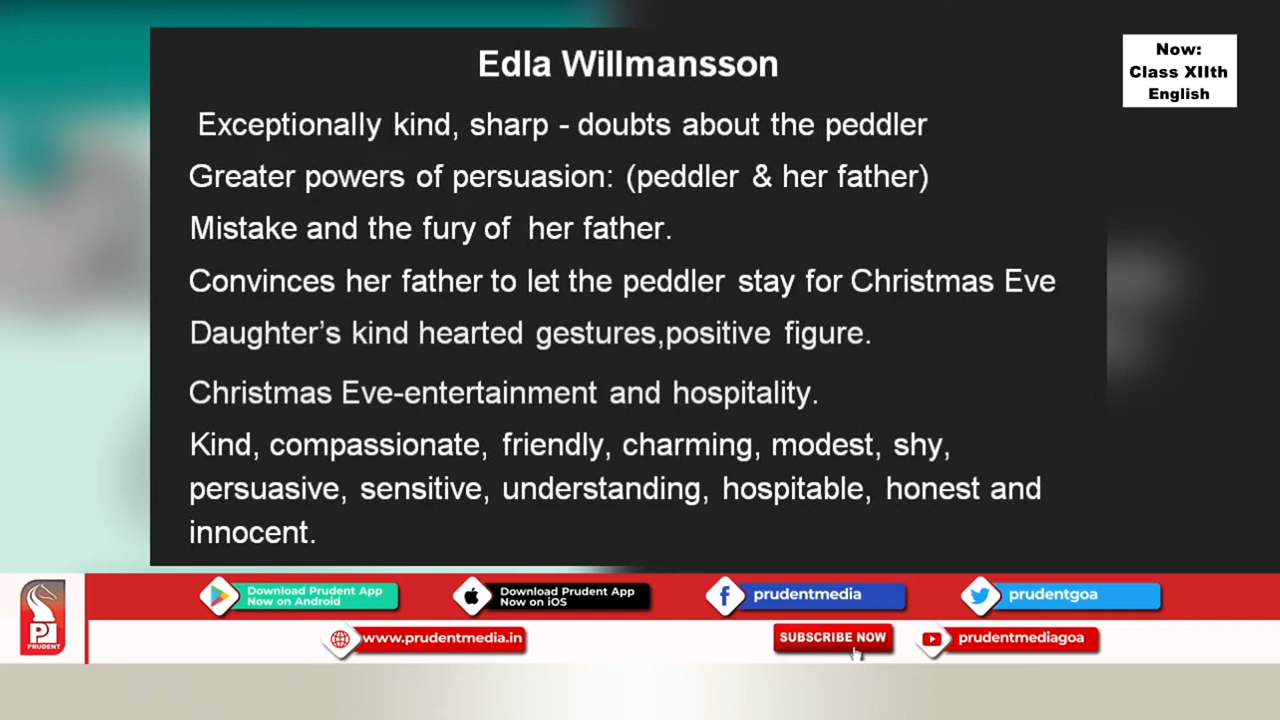 Edla Willmansson
Now:
Class XIIth
English
Exceptionally kind, sharp - doubts about the peddler
Greater powers of persuasion: (peddler & her father)
Mistake and the fury of her father.
Convinces her father to let the peddler stay for Christmas Eve
Daughter's kind hearted gestures,positive figure.
Christmas Eve-entertainment and hospitality.
Kind, compassionate, friendly, charming, modest, shy,
persuasive, sensitive, understanding, hospitable, honest and
innocent.
Download Prudent App
Now on Android
Download Prudent App
Now on iOS
prudentmedia
prudentgoa
PRUDENT
www.prudentmedia.in
SUBSCRIBE NOW
prudentmediagoa